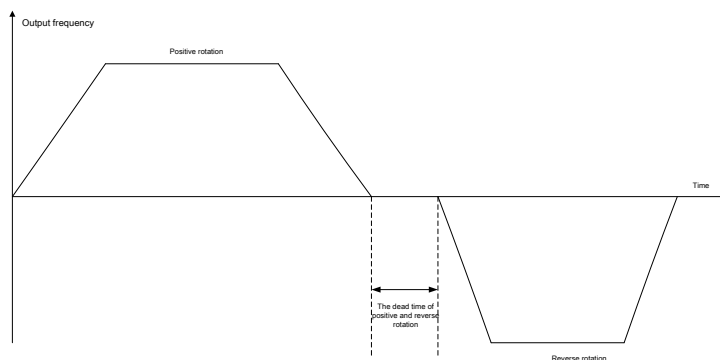 Output frequency
Positive rotation
Time
The dead time of
positive and reverse
rotation
Reverse rotation